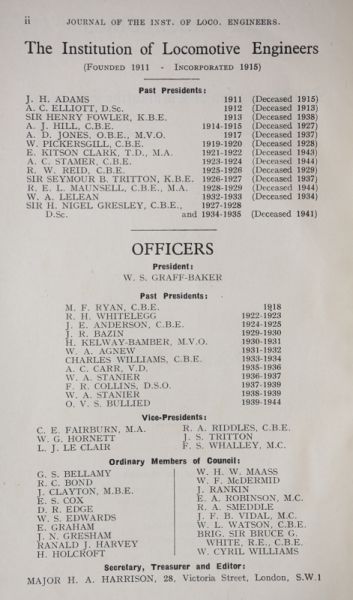 ii JOURNAL OF THE INST. OF LOCO. ENGINEERS.
The Institution of Locomotive Engineers
(FOUNDED 1911 - INCORPORATED 1915)
Past Presidents:
J. H. ADAMS 1911 (Deceased 1915)
A. C. ELLIOTT, D.Sc. 1912 (Deceased 1913)
SIR HENRY FOWLER, K.B.E. 1913 (Deceased 1938)
A. J. HILL, C.B.E. 1914-1915 (Deceased 1927)
A. D. JONES, O.B.E., M.V.O. 1917 (Deceased 1937)
W. PICKERSGILL, C.B.E. 1919-1920 (Deceased 1928)
E. KITSON CLARK, T.D., M.A. 1921-1922 (Deceased 1943)
A. C. STAMER, C.B.E. 1923-1924 (Deceased 1944)
R. W. REID, C.B.E. 1925-1926 (Deceased 1929)
SIR SEYMOUR B. TRITTON, K.B.E. 1926-1927 (Deceased 1937)
R. E. L. MAUNSELL, C.B.E., M.A. 1928-1929 (Deceased 1944)
W. A. LELEAN 1932-1933 (Deceased 1934)
SIR H. NIGEL GRESLEY, C.B.E., 1927-1928
D.Sc. and 1934-1935 (Deceased 1941)
OFFICERS
President:
W. S. GRAFF-BAKER
Past Presidents:
M. F. RYAN, C.B.E. 1918
R. H. WHITELEGG 1922-1923
J. E. ANDERSON, C.B.E. 1924-1925
J. R. BAZIN 1929-1930
H. KELWAY-BAMBER, M.V.O. 1930-1931
W. A. AGNEW 1931-1932
CHARLES WILLIAMS, C.B.E. 1933-1934
A. C. CARR, V.D. 1935-1936
W. A. STANIER 1936-1937
F. R. COLLINS, D.S.O. 1937-1939
W. A. STANIER 1938-1939
O. V. S. BULLIED 1939-1944
Vice-Presidents:
C. E. FAIRBURN, M.A.
W. G. HORNETT
L. J. LE CLAIR
R. A. RIDDLES, C.B.E.
J. S. TRITTON
F. S. WHALLEY, M.C.
Ordinary Members of Council:
G. S. BELLAMY
R. C. BOND
J. CLAYTON, M.B.E.
E. S. COX
D. R. EDGE
W. S. EDWARDS
E. GRAHAM
J. N. GRESHAM
RANALD J. HARVEY
H. HOLCROFT
W. H. W. MAASS
W. F. McDERMID
J. RANKIN
E. A. ROBINSON, M.C.
R. A. SMEDDLE
J. F. B. VIDAL, M.C.
W. L. WATSON, C.B.E.
BRIG. SIR BRUCE G.
WHITE, R.E., C.B.E.
W. CYRIL WILLIAMS
Secretary, Treasurer and Editor:
MAJOR H. A. HARRISON, 28, Victoria Street, London, S.W.1